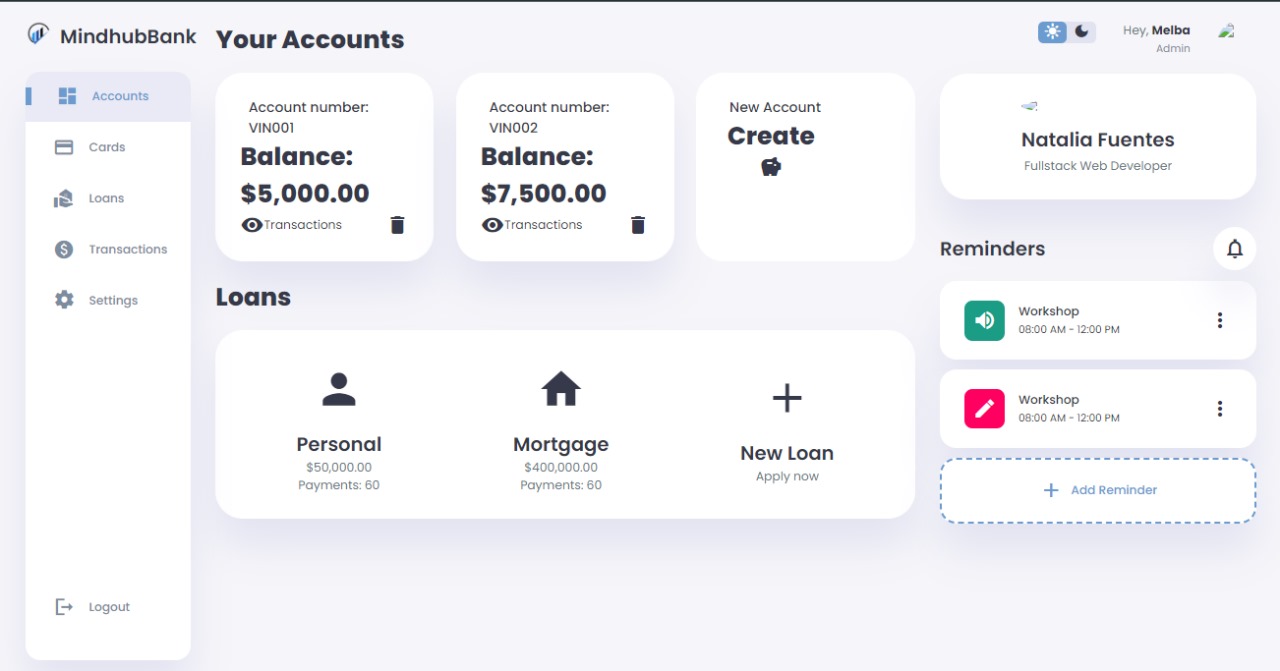 MindhubBank
Accounts
Cards
Loans
Transactions
Settings
Logout
Your Accounts
Account number:
VIN001
Balance:
$5,000.00
Transactions
Account number:
VIN002
Balance:
$7,500.00
Transactions
New Account
Create
Loans
Personal
$50,000.00
Payments: 60
Mortgage
$400,000.00
Payments: 60
New Loan
Apply now
Hey, Melba
Admin
Natalia Fuentes
Fullstack Web Developer
Reminders
Workshop
08:00 AM - 12:00 PM
Workshop
08:00 AM - 12:00 PM
Add Reminder